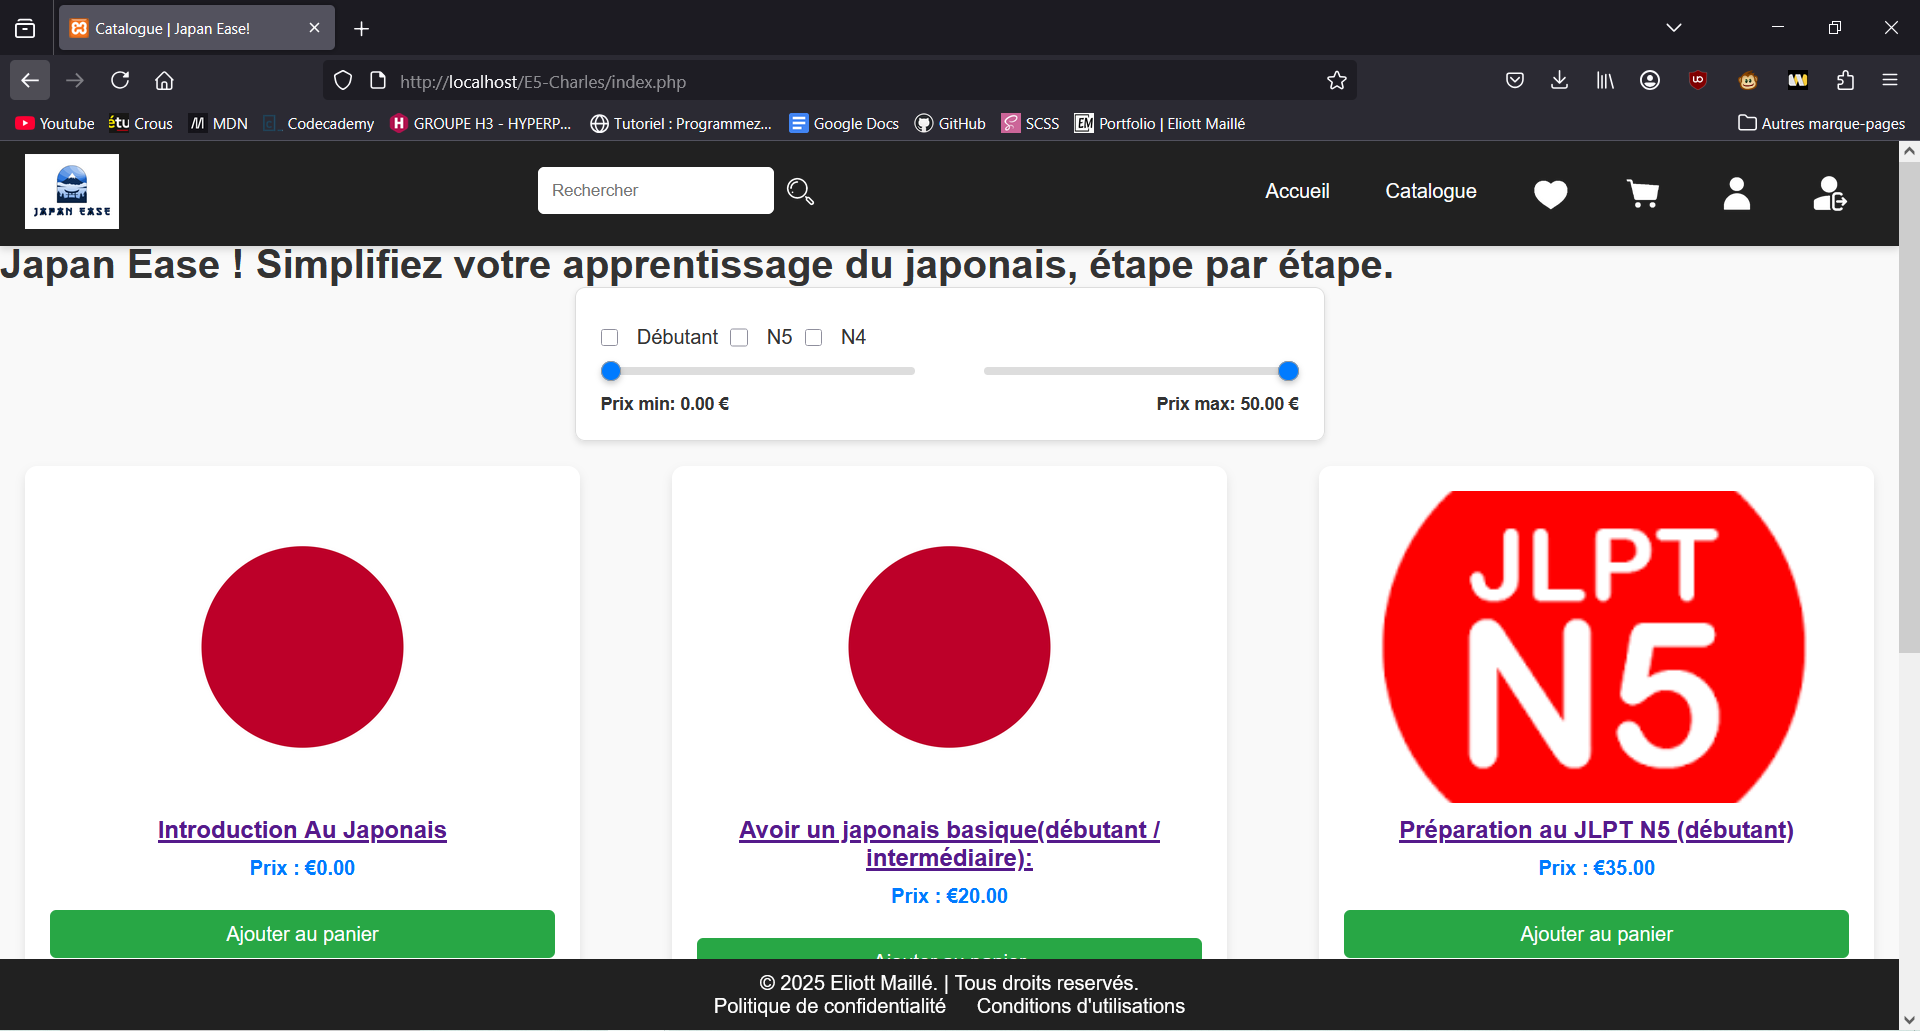 Catalogue | Japan Ease!
http://localhost/E5-Charles/index.php
Youtube
étu Crous
MDN
Codecademy
H GROUPE H3 - HYPERP...
Tutoriel : Programmez...
Google Docs
GitHub
SCSS
EM Portfolio | Eliott Maillé
Autres marque-pages
JAPAN EASE
Rechercher
Accueil
Catalogue
Japan Ease ! Simplifiez votre apprentissage du japonais, étape par étape.
Débutant N5 N4
Prix min: 0.00 €
Prix max: 50.00 €
JLPT
N5
Introduction Au Japonais
Prix : €0.00
Ajouter au panier
Avoir un japonais basique(débutant /
intermédiaire):
Prix : €20.00
Ajouter au panier
Préparation au JLPT N5 (débutant)
Prix : €35.00
Ajouter au panier
© 2025 Eliott Maillé. | Tous droits reservés.
Politique de confidentialité Conditions d'utilisations